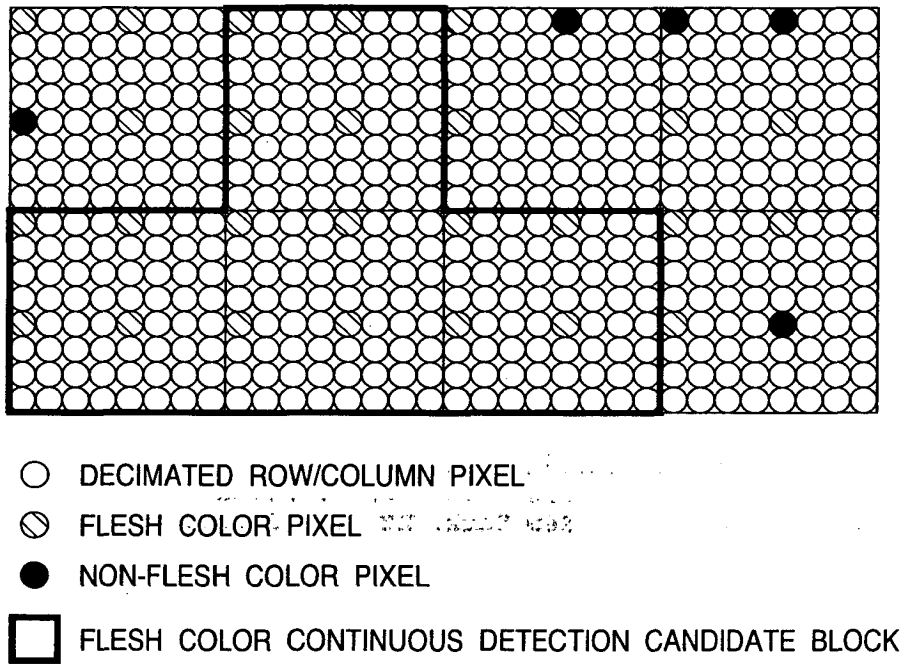 DECIMATED ROW/COLUMN PIXEL
FLESH COLOR PIXEL
NON-FLESH COLOR PIXEL
FLESH COLOR CONTINUOUS DETECTION CANDIDATE BLOCK